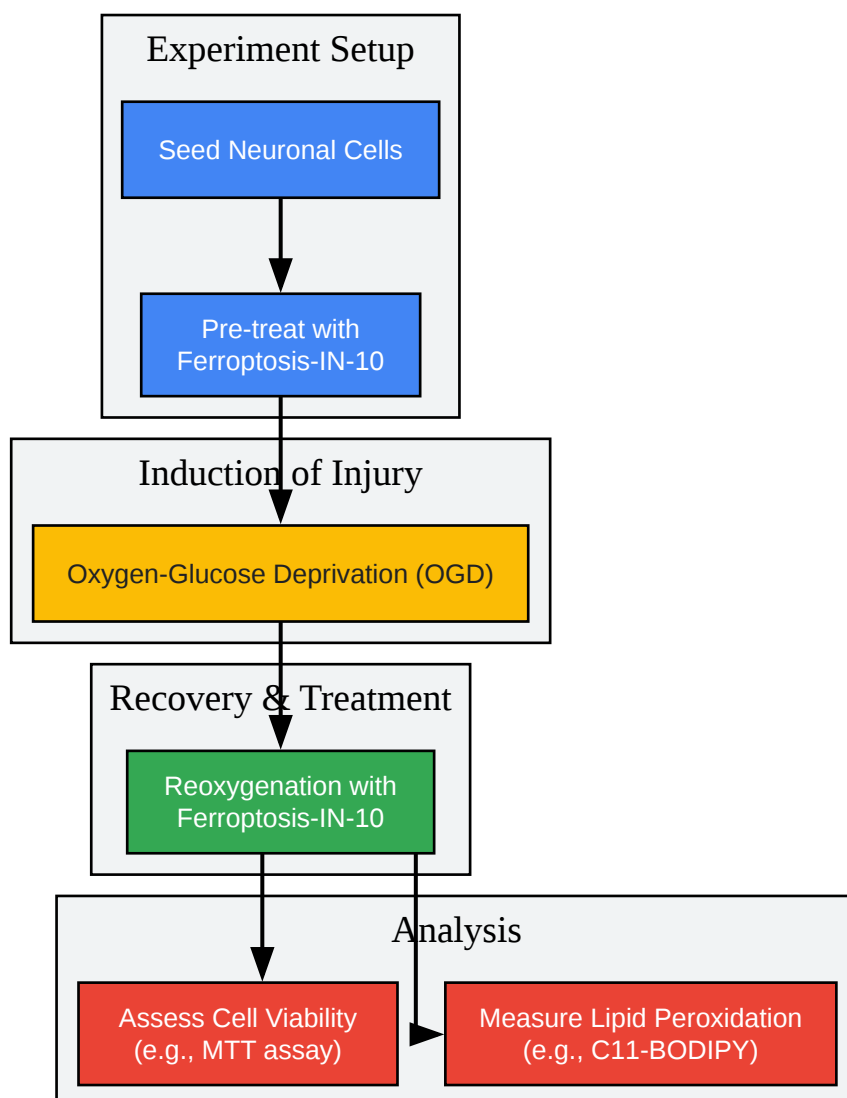 Experiment Setup
Seed Neuronal Cells
Pre-treat with
Ferroptosis-IN-10
Induction of Injury
Oxygen-Glucose Deprivation (OGD)
Recovery & Treatment
Reoxygenation with
Ferroptosis-IN-10
Analysis
Assess Cell Viability
(e.g., MTT assay)
Measure Lipid Peroxidation
(e.g., C11-BODIPY)